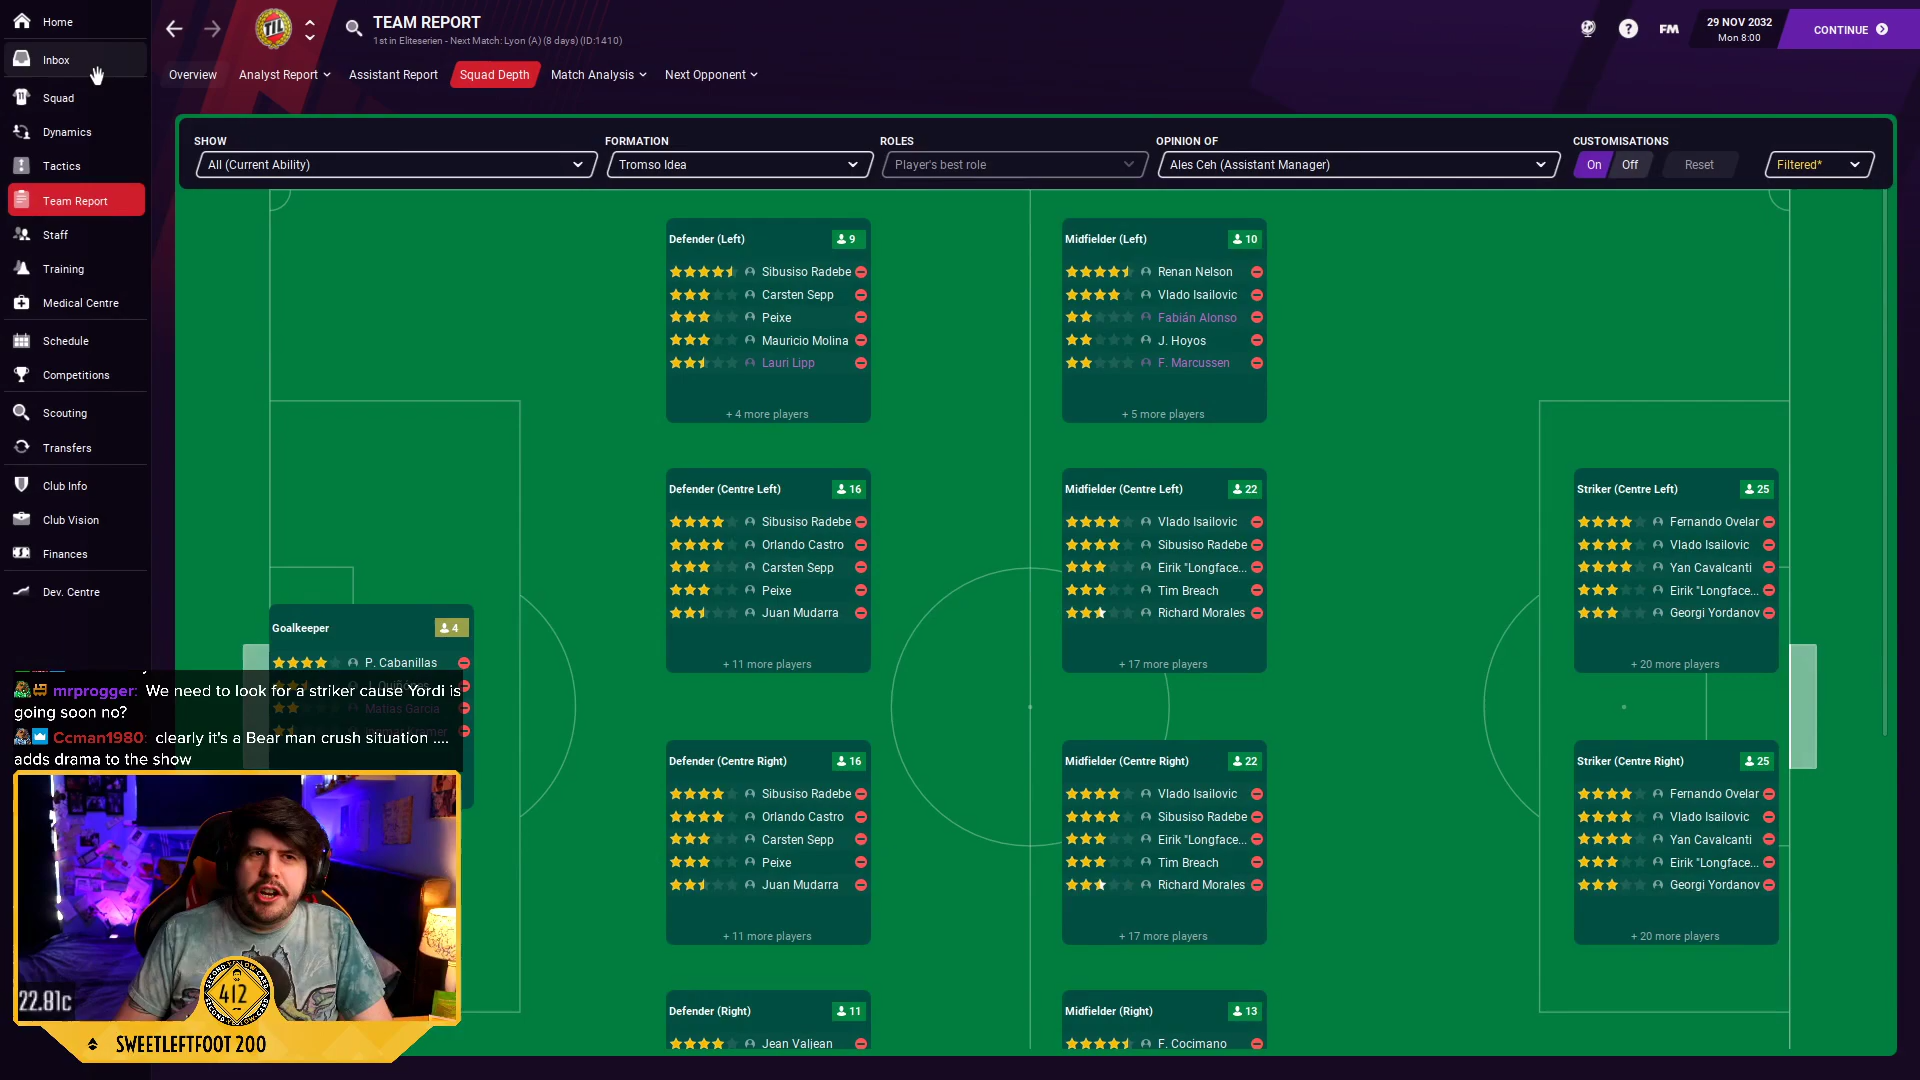 Home
Inbox
Squad
Dynamics
Tactics
Team Report
Staff
Training
Medical Centre
Schedule
Competitions
Scouting
Transfers
Club Info
Club Vision
Finances
Dev. Centre
TIL
TEAM REPORT
1st in Eliteserien - Next Match: Lyon (A) (8 days) (ID:1410)
FM
29 NOV 2032
Mon 8:00
CONTINUE
Overview
Analyst Report
Assistant Report
Squad Depth
Match Analysis
Next Opponent
SHOW
All (Current Ability)
FORMATION
Tromso Idea
ROLES
Player's best role
OPINION OF
Ales Ceh (Assistant Manager)
CUSTOMISATIONS
On
Off
Reset
Filtered*
Defender (Left)
9
Sibusiso Radebe
Carsten Sepp
Peixe
Mauricio Molina
Lauri Lipp
+ 4 more players
Midfielder (Left)
10
Renan Nelson
Vlado Isailovic
Fabián Alonso
J. Hoyos
F. Marcussen
+ 5 more players
Defender (Centre Left)
16
Sibusiso Radebe
Orlando Castro
Carsten Sepp
Peixe
Juan Mudarra
+ 11 more players
Midfielder (Centre Left)
22
Vlado Isailovic
Sibusiso Radebe
Eirik "Longface...
Tim Breach
Richard Morales
+ 17 more players
Striker (Centre Left)
25
Fernando Ovelar
Vlado Isailovic
Yan Cavalcanti
Eirik "Longface...
Georgi Yordanov
+ 20 more players
Goalkeeper
4
P. Cabanillas
Matias Garcia
mrprogger: We need to look for a striker cause Yordi is
going soon no?
Ccman1980: clearly it's a Bear man crush situation ....
adds drama to the show
Defender (Centre Right)
16
Sibusiso Radebe
Orlando Castro
Carsten Sepp
Peixe
Juan Mudarra
+ 11 more players
Midfielder (Centre Right)
22
Vlado Isailovic
Sibusiso Radebe
Eirik "Longface...
Tim Breach
Richard Morales
+ 17 more players
Striker (Centre Right)
25
Fernando Ovelar
Vlado Isailovic
Yan Cavalcanti
Eirik "Longface...
Georgi Yordanov
+ 20 more players
Defender (Right)
11
Jean Valjean
Midfielder (Right)
13
F. Cocimano
22.81c
SECOND YELLOW CARD
412
SWEETLEFTFOOT 200